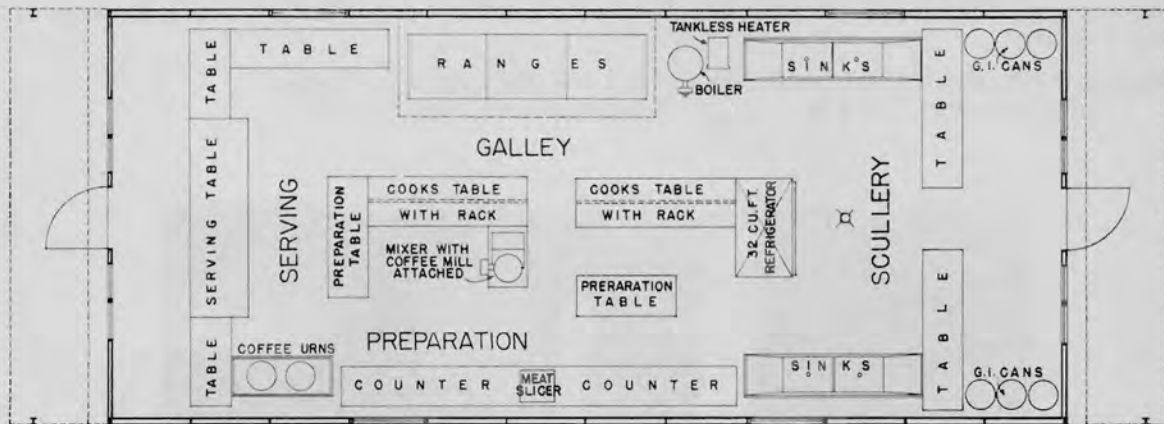 TANKLESS HEATER
TABLE
TABLE
RANGES
SINKS
G.I. CANS
BOILER
TABLE
GALLEY
SERVING TABLE
SERVING
PREPARATION
TABLE
COOKS TABLE
WITH RACK
COOKS TABLE
WITH RACK
32 CU. FT.
REFRIGERATOR
SCULLERY
MIXER WITH
COFFEE MILL
ATTACHED
PRERARATION
TABLE
TABLE
TABLE
COFFEE URNS
PREPARATION
COUNTER
MEAT
SLICER
COUNTER
SINKS
G.I. CANS